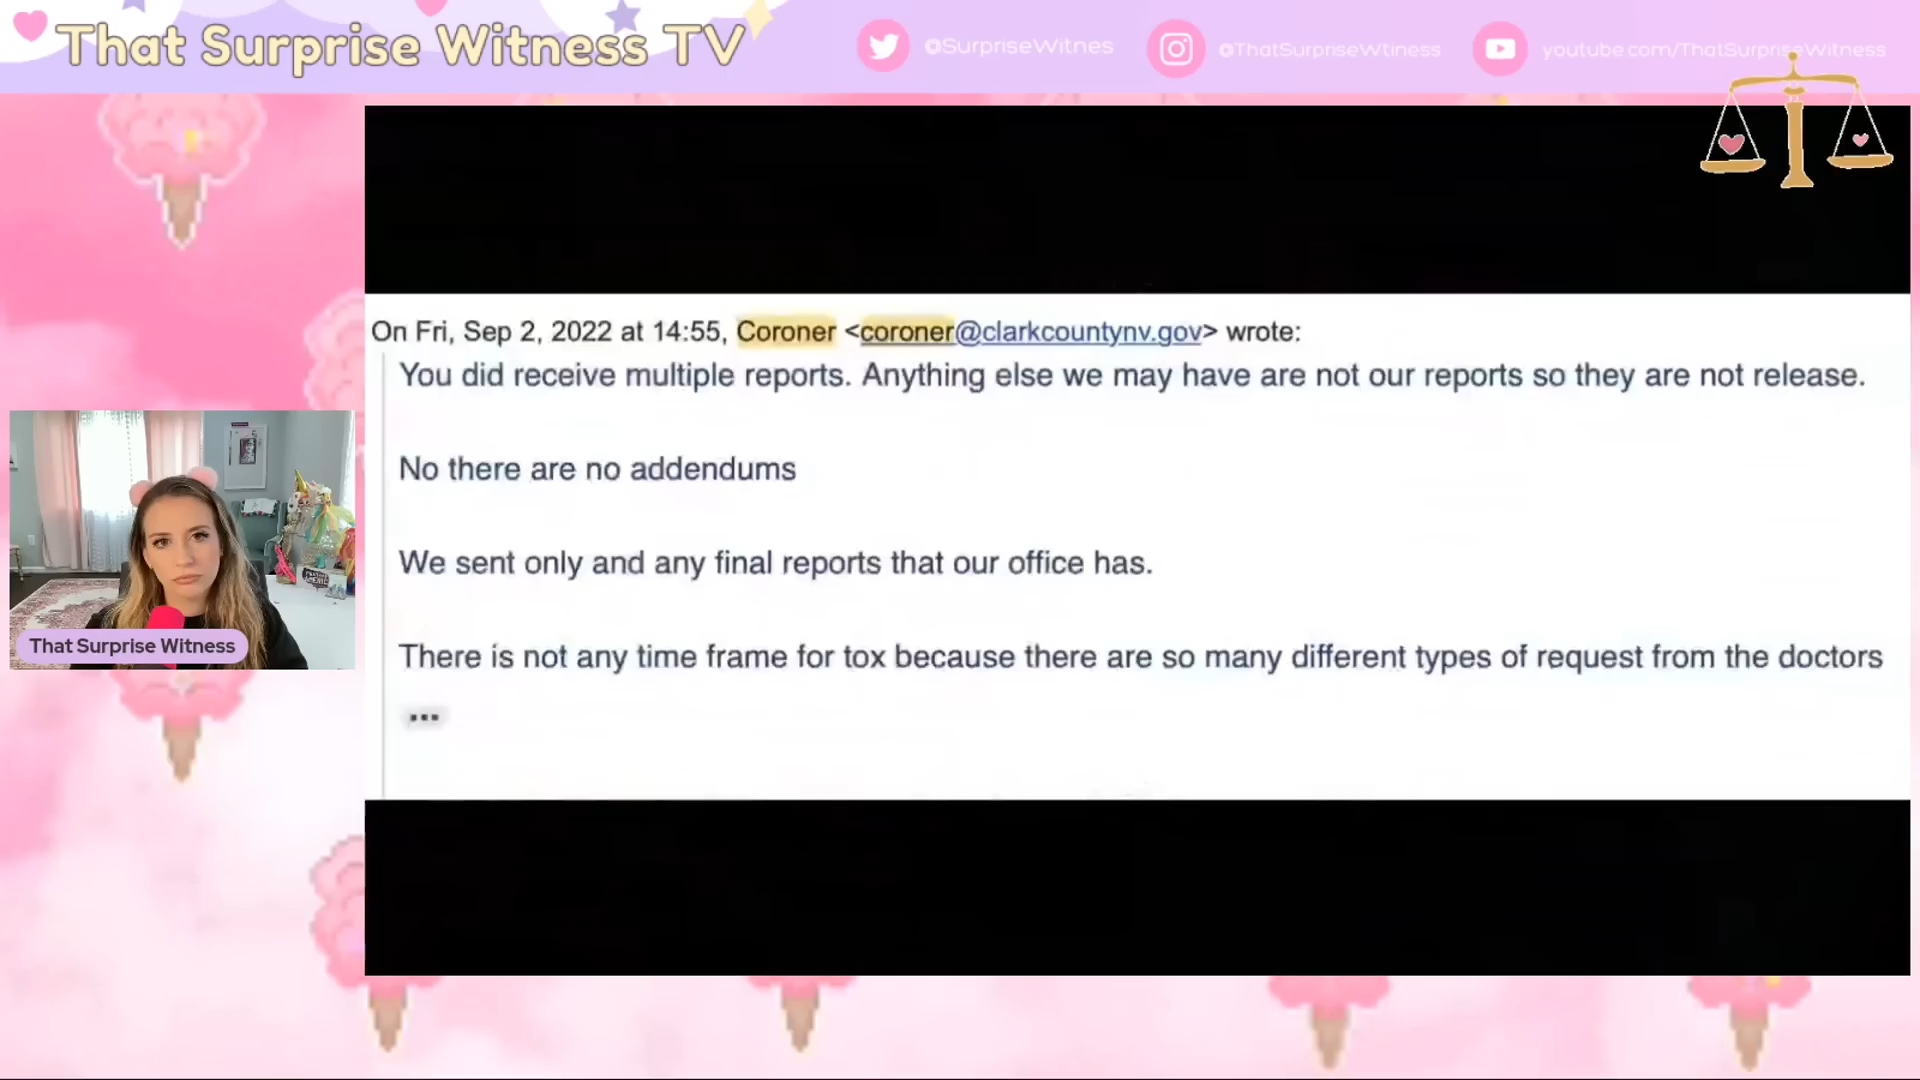 That Surprise Witness TV
@SurpriseWitnes
@ThatSurpriseWtiness
youtube.com/ThatSurpriseWitness
On Fri, Sep 2, 2022 at 14:55, Coroner <coroner@clarkcountynv.gov> wrote:
You did receive multiple reports. Anything else we may have are not our reports so they are not release.
No there are no addendums
We sent only and any final reports that our office has.
There is not any time frame for tox because there are so many different types of request from the doctors
...
That Surprise Witness